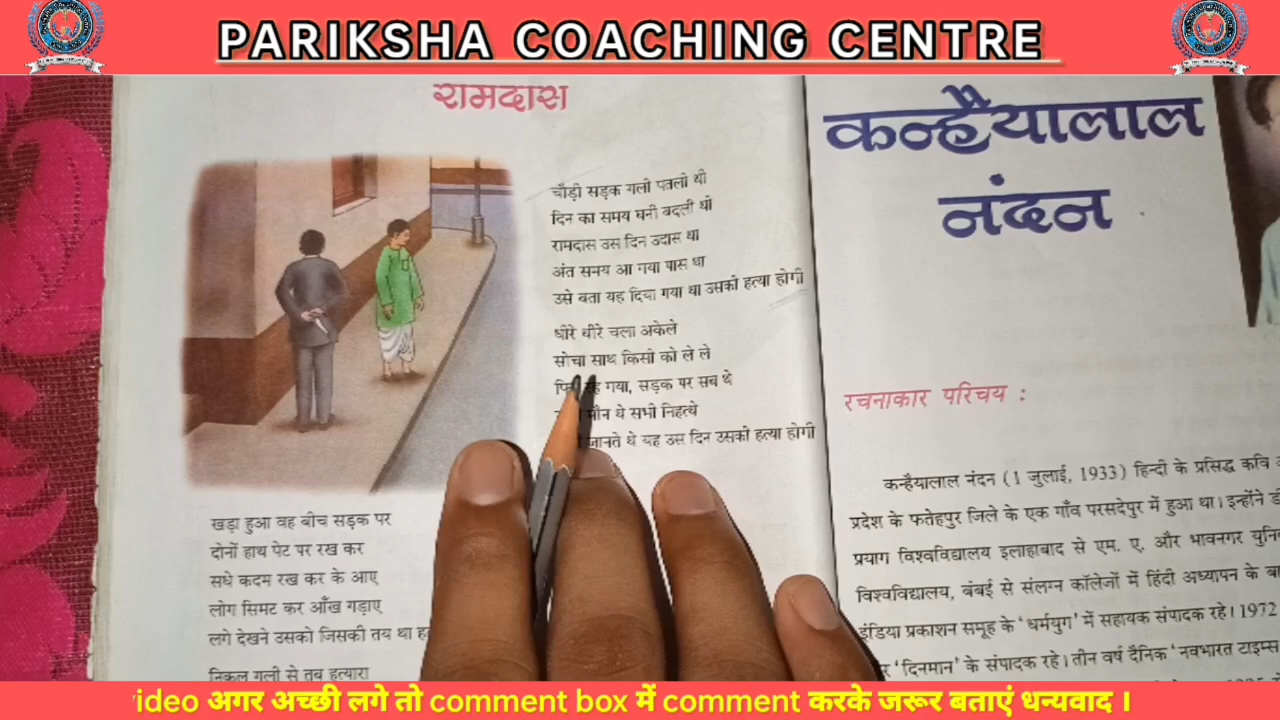 PARIKSHA COACHING CENTRE
रामदास
चौड़ी सड़क गली पतली थी
दिन का समय घनी बदली थी
रामदास उस दिन उदास था
अंत समय आ गया पास था
उसे बता यह दिया गया था उसकी हत्या होगी
धीरे धीरे चला अकेले
सोचा साथ किसी को ले ले
गया, सड़क पर सब थे
मौन थे सभी निहत्थे
जानते थे यह उस दिन उसकी हत्या होगी
खड़ा हुआ वह बीच सड़क पर
दोनों हाथ पेट पर रख कर
सधे कदम रख कर के आए
लोग सिमट कर आँख गड़ाए
लगे देखने उसको जिसकी तय था
निकल गली से तब हत्यारा
कन्हैयालाल
नंदन
रचनाकार परिचय :
कन्हैयालाल नंदन (1 जुलाई, 1933) हिन्दी के प्रसिद्ध कवि
प्रदेश के फतेहपुर जिले के एक गाँव परसदेपुर में हुआ था। इन्होंने
प्रयाग विश्वविद्यालय इलाहाबाद से एम. ए. और भावनगर
विश्वविद्यालय, बंबई से संलग्न कॉलेजों में हिंदी अध्यापन के
इंडिया प्रकाशन समूह के 'धर्मयुग' में सहायक संपादक रहे। 1972
'दिनमान' के संपादक रहे। तीन वर्ष दैनिक 'नवभारत टाइम्स
video अगर अच्छी लगे तो comment box में comment करके जरूर बताएं धन्यवाद ।